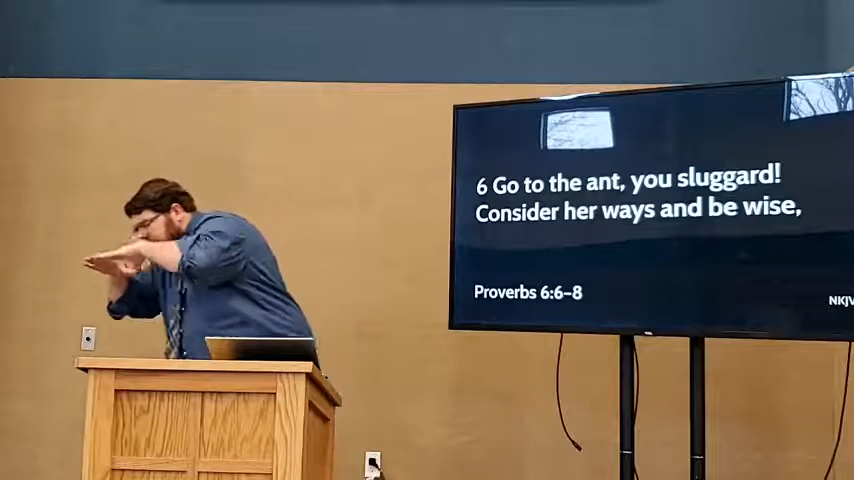 6 Go to the ant, you sluggard!
Consider her ways and be wise,
Proverbs 6:6–8
NKJV